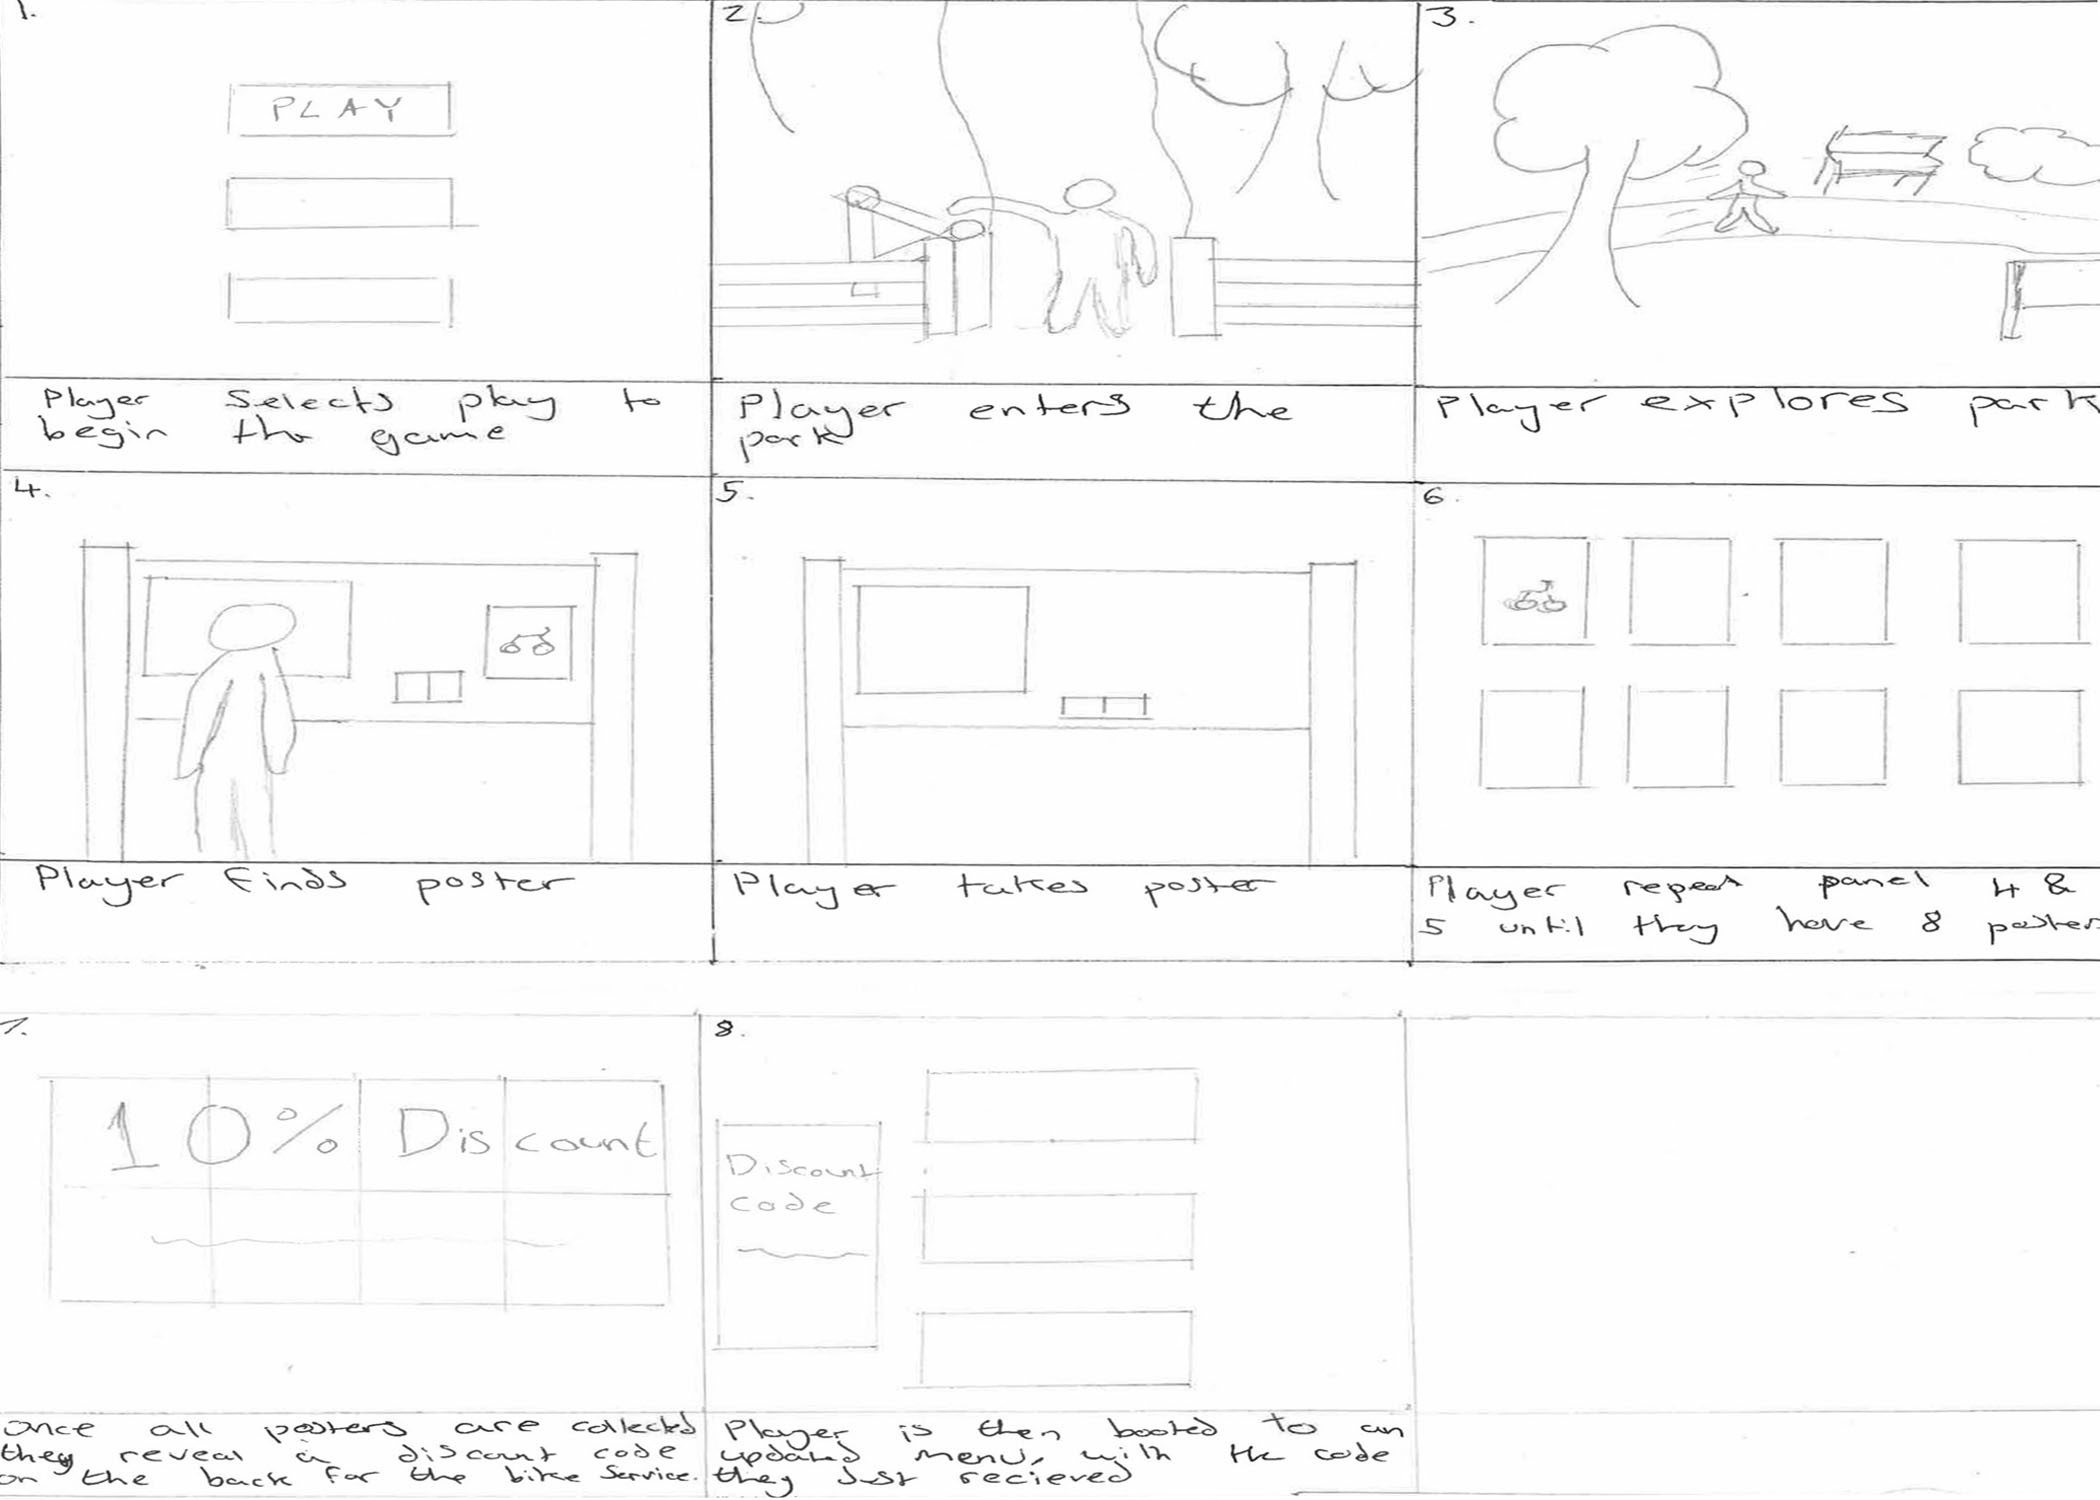 1.
PLAY
Player Selects play to
begin the game
2.
Player enters the
park
3.
Player explores park
4.
Player finds poster
5.
Player takes poster
6.
Player repeat panel 4 &
5 until they have 8 poster
7.
10% Discount
once all posters are collected
they reveal a discount code
on the back for the bike Service.
8.
Discount
code
Player is then booted to an
updated menu, with the code
they Just recieved